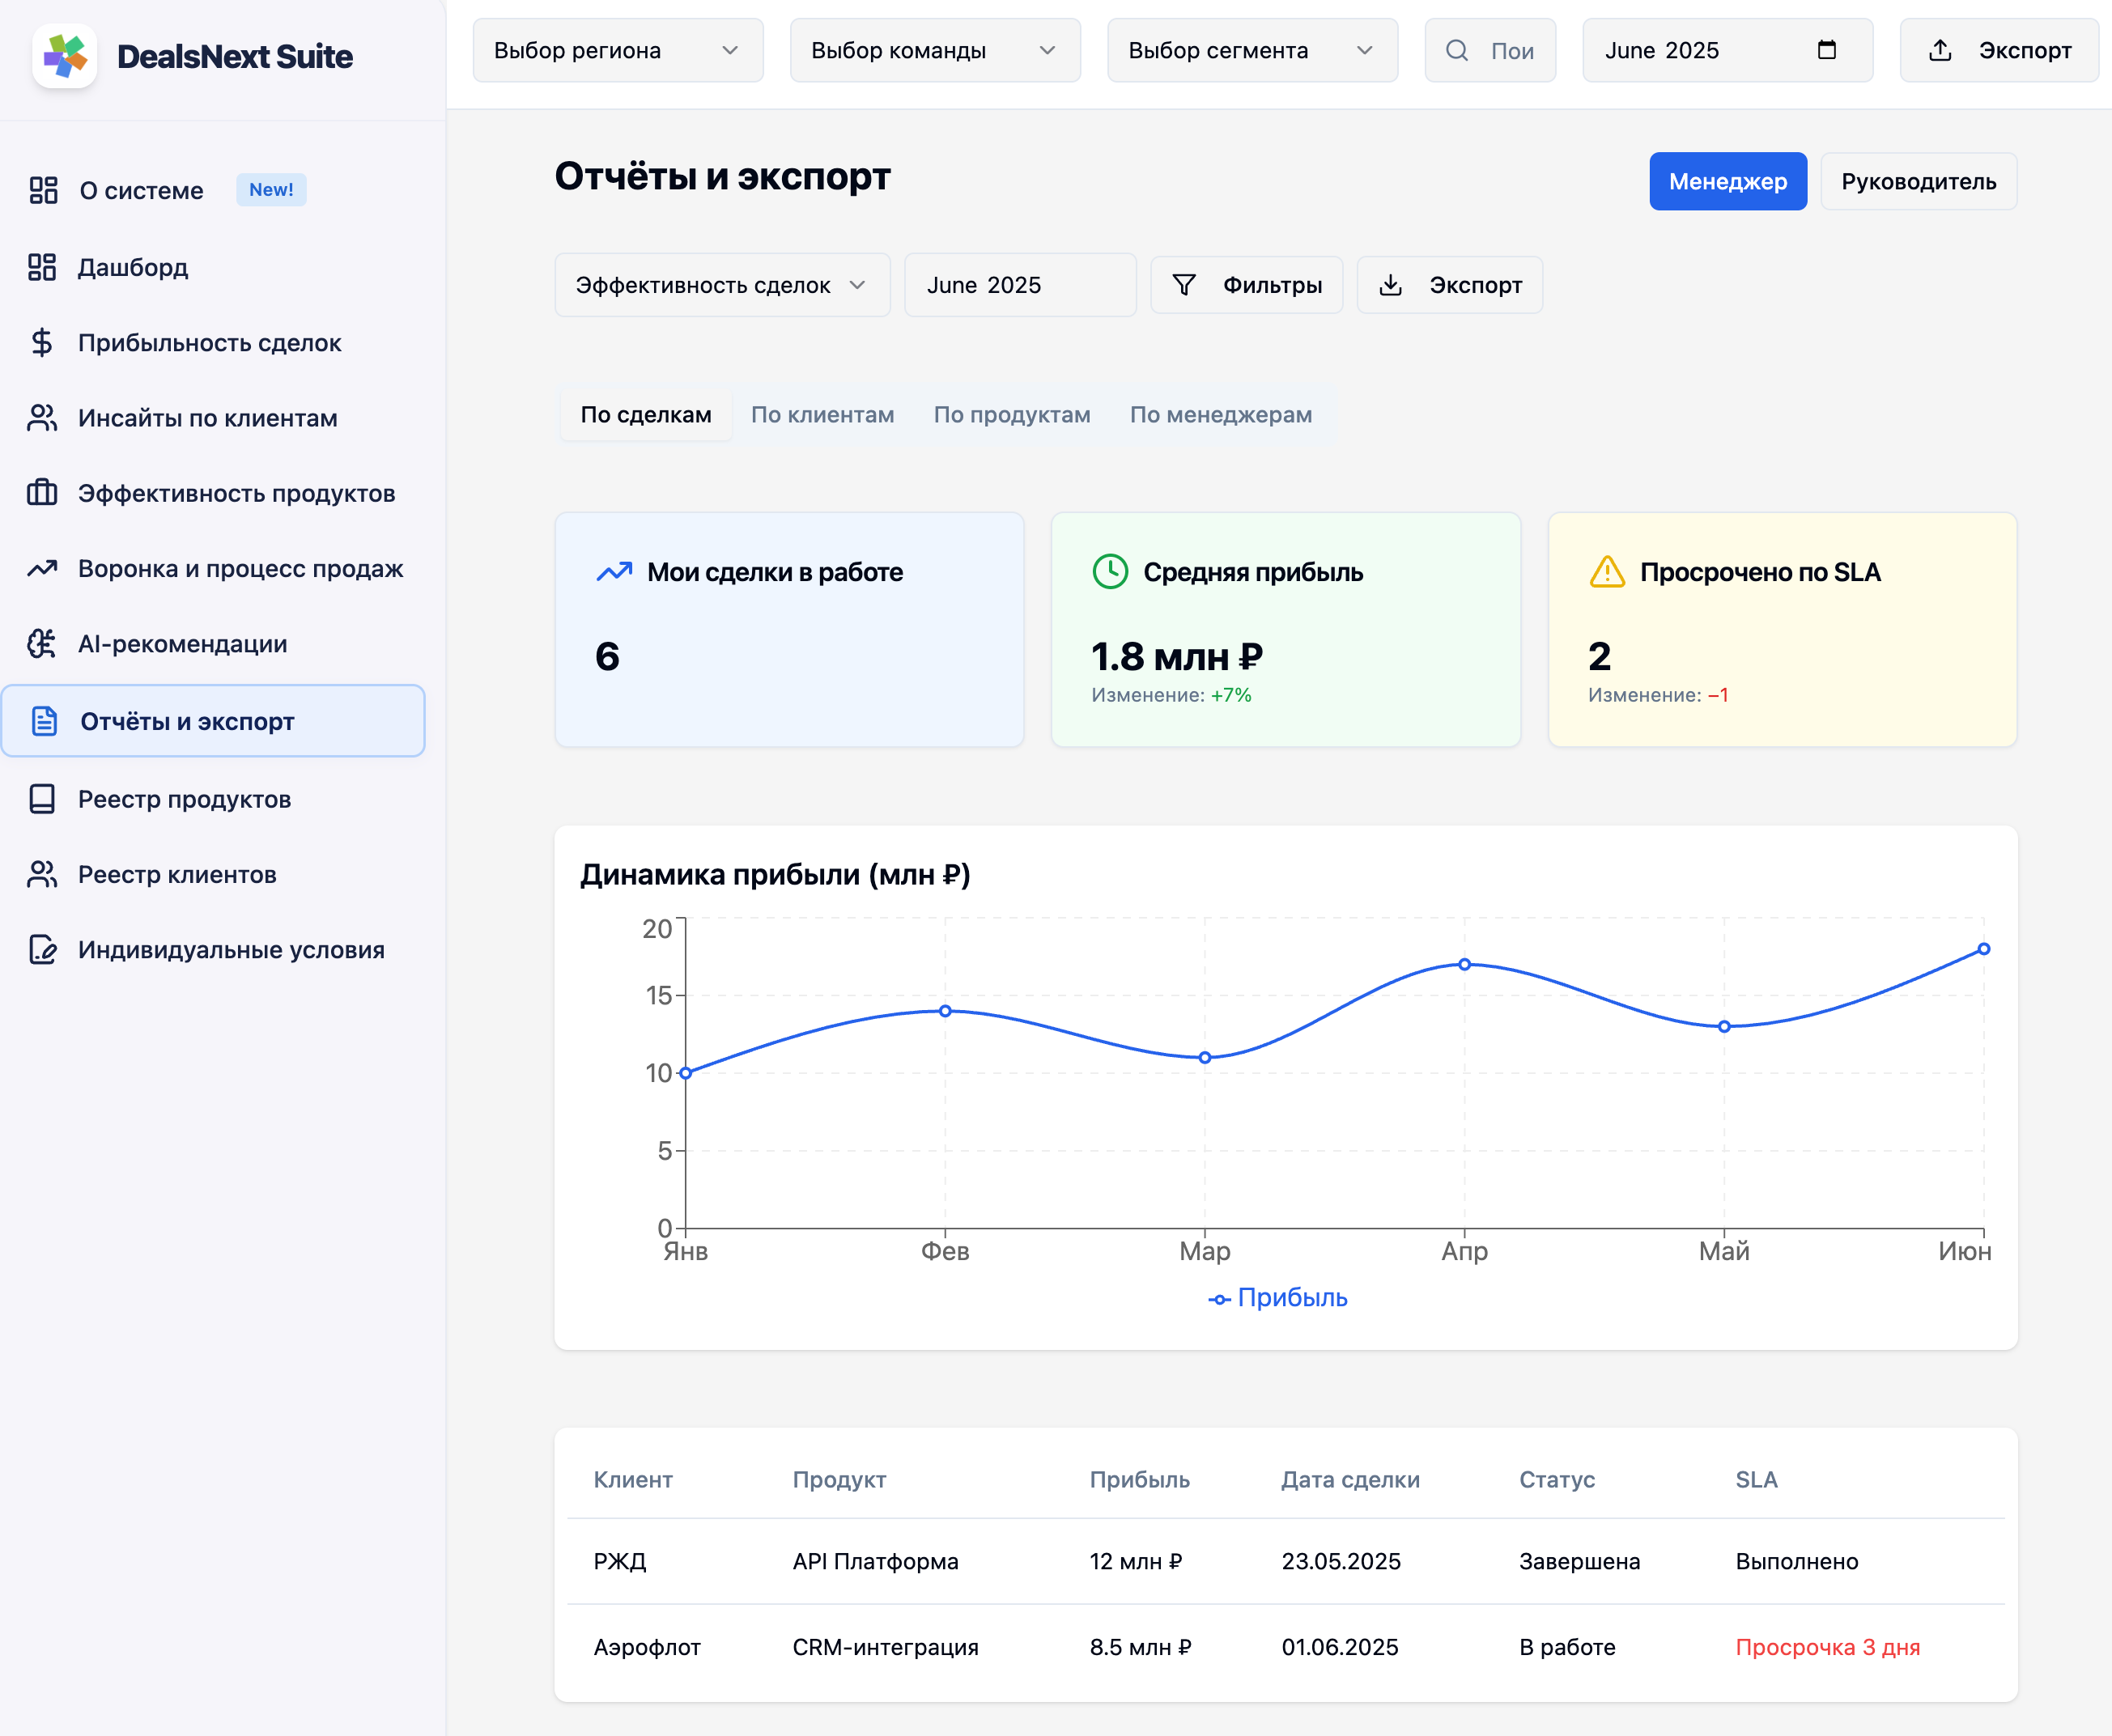 DealsNext Suite
Выбор региона
Выбор команды
Выбор сегмента
Пои
June 2025
Экспорт
О системе New!
Дашборд
Прибыльность сделок
Инсайты по клиентам
Эффективность продуктов
Воронка и процесс продаж
AI-рекомендации
Отчёты и экспорт
Реестр продуктов
Реестр клиентов
Индивидуальные условия
Отчёты и экспорт
Менеджер
Руководитель
Эффективность сделок
June 2025
Фильтры
Экспорт
По сделкам
По клиентам
По продуктам
По менеджерам
Мои сделки в работе
6
Средняя прибыль
1.8 млн ₽
Изменение: +7%
Просрочено по SLA
2
Изменение: −1
Динамика прибыли (млн ₽)
20
15
10
5
0
Янв Фев Мар Апр Май Июн
Прибыль
Клиент Продукт Прибыль Дата сделки Статус SLA
РЖД API Платформа 12 млн ₽ 23.05.2025 Завершена Выполнено
Аэрофлот CRM-интеграция 8.5 млн ₽ 01.06.2025 В работе Просрочка 3 дня